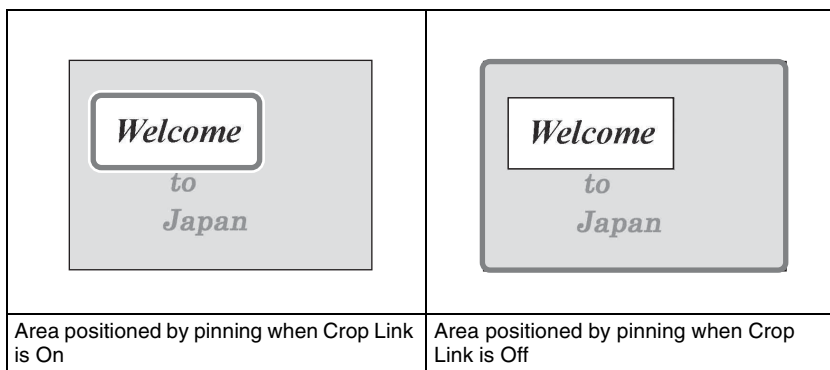 Welcome
to
Japan
Welcome
to
Japan
Area positioned by pinning when Crop Link
is On
Area positioned by pinning when Crop
Link is Off